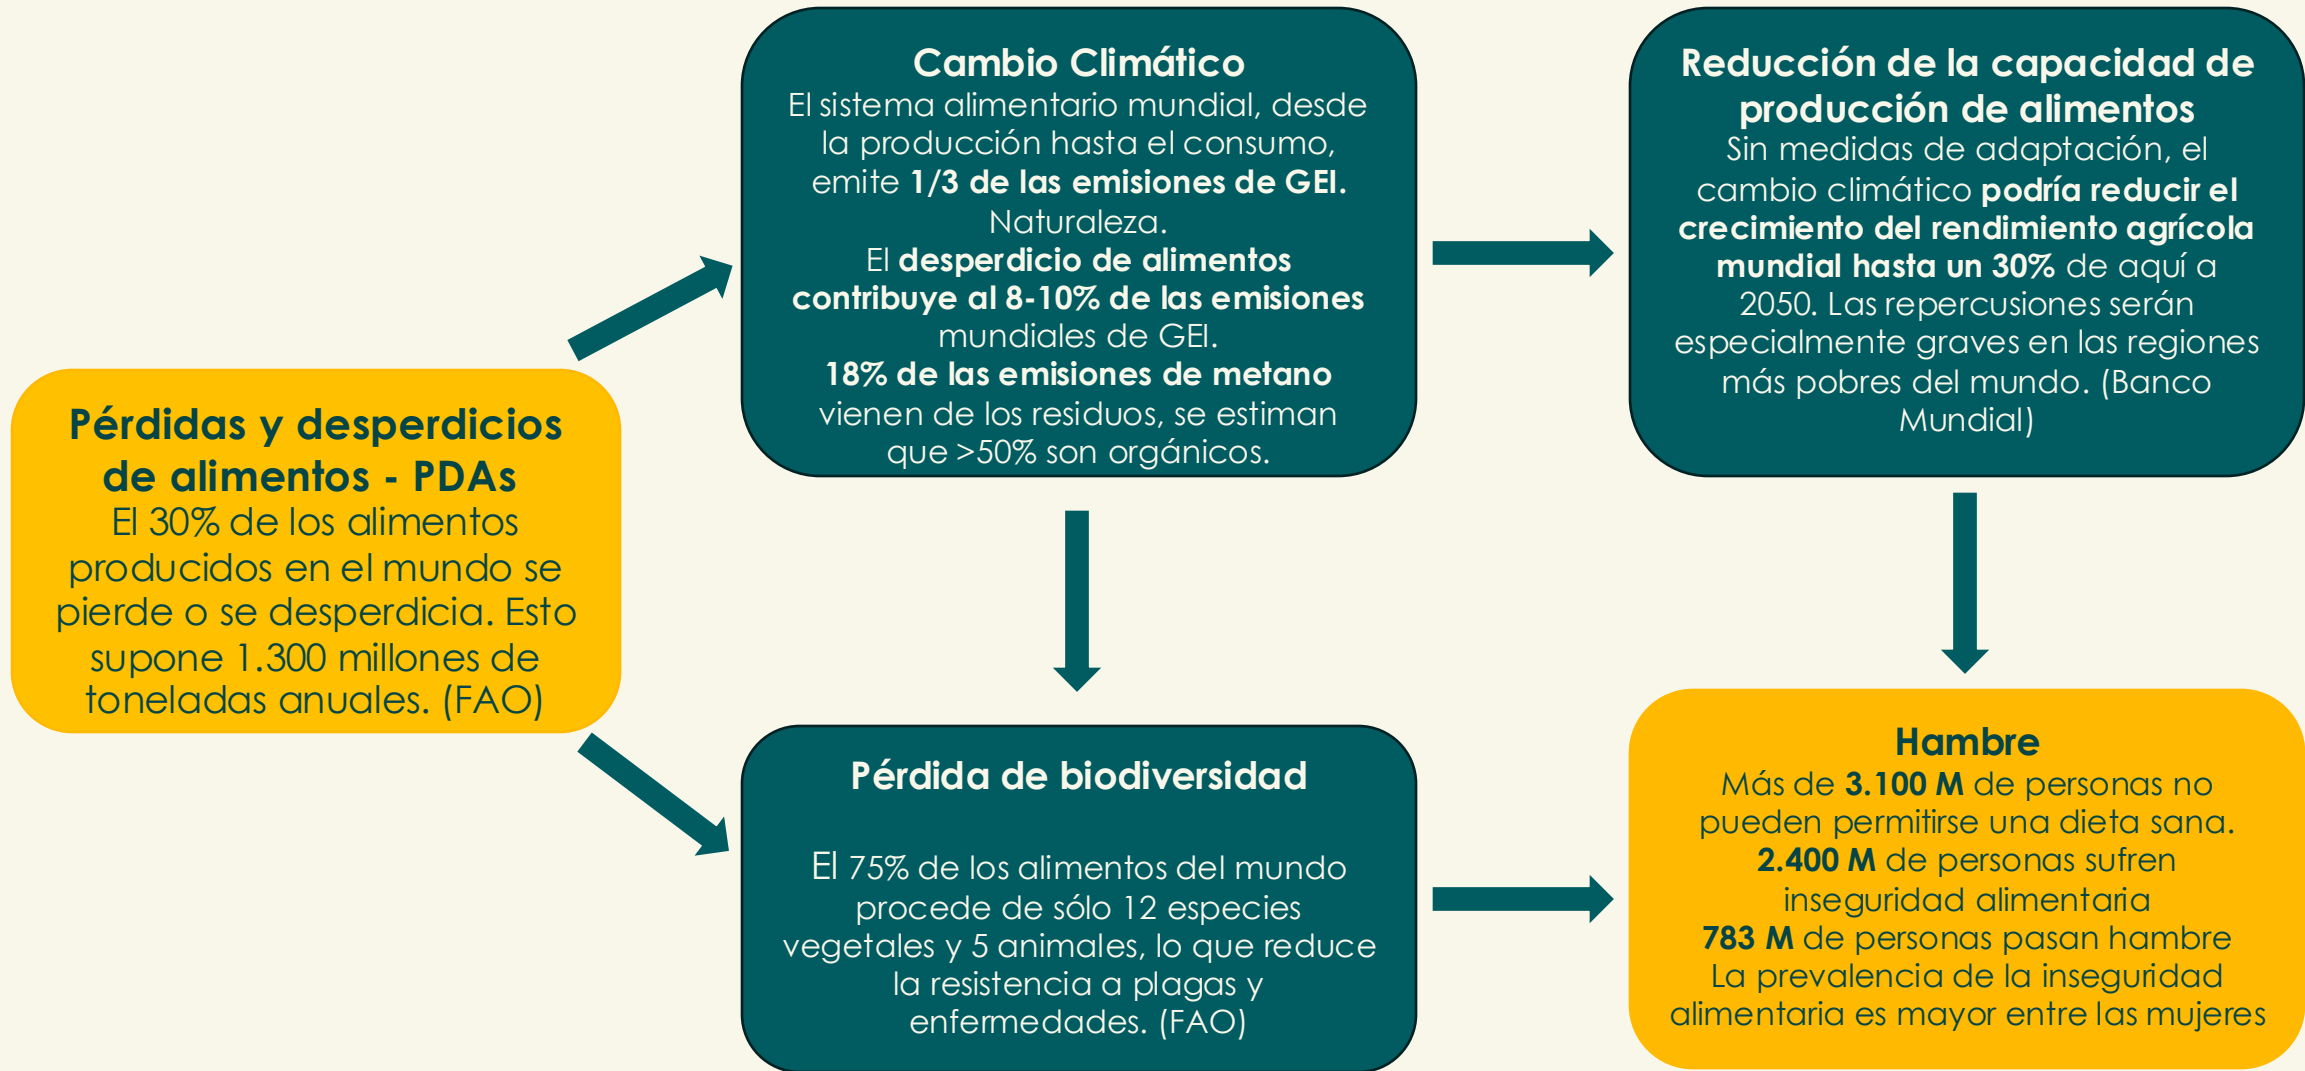 Pérdidas y desperdicios
de alimentos - PDAs
El 30% de los alimentos
producidos en el mundo se
pierde o se desperdicia. Esto
supone 1.300 millones de
toneladas anuales. (FAO)
Cambio Climático
El sistema alimentario mundial, desde
la producción hasta el consumo,
emite 1/3 de las emisiones de GEI.
Naturaleza.
El desperdicio de alimentos
contribuye al 8-10% de las emisiones
mundiales de GEI.
18% de las emisiones de metano
vienen de los residuos, se estiman
que >50% son orgánicos.
Reducción de la capacidad de
producción de alimentos
Sin medidas de adaptación, el
cambio climático podría reducir el
crecimiento del rendimiento agrícola
mundial hasta un 30% de aquí a
2050. Las repercusiones serán
especialmente graves en las regiones
más pobres del mundo. (Banco
Mundial)
Pérdida de biodiversidad
El 75% de los alimentos del mundo
procede de sólo 12 especies
vegetales y 5 animales, lo que reduce
la resistencia a plagas y
enfermedades. (FAO)
Hambre
Más de 3.100 M de personas no
pueden permitirse una dieta sana.
2.400 M de personas sufren
inseguridad alimentaria
783 M de personas pasan hambre
La prevalencia de la inseguridad
alimentaria es mayor entre las mujeres